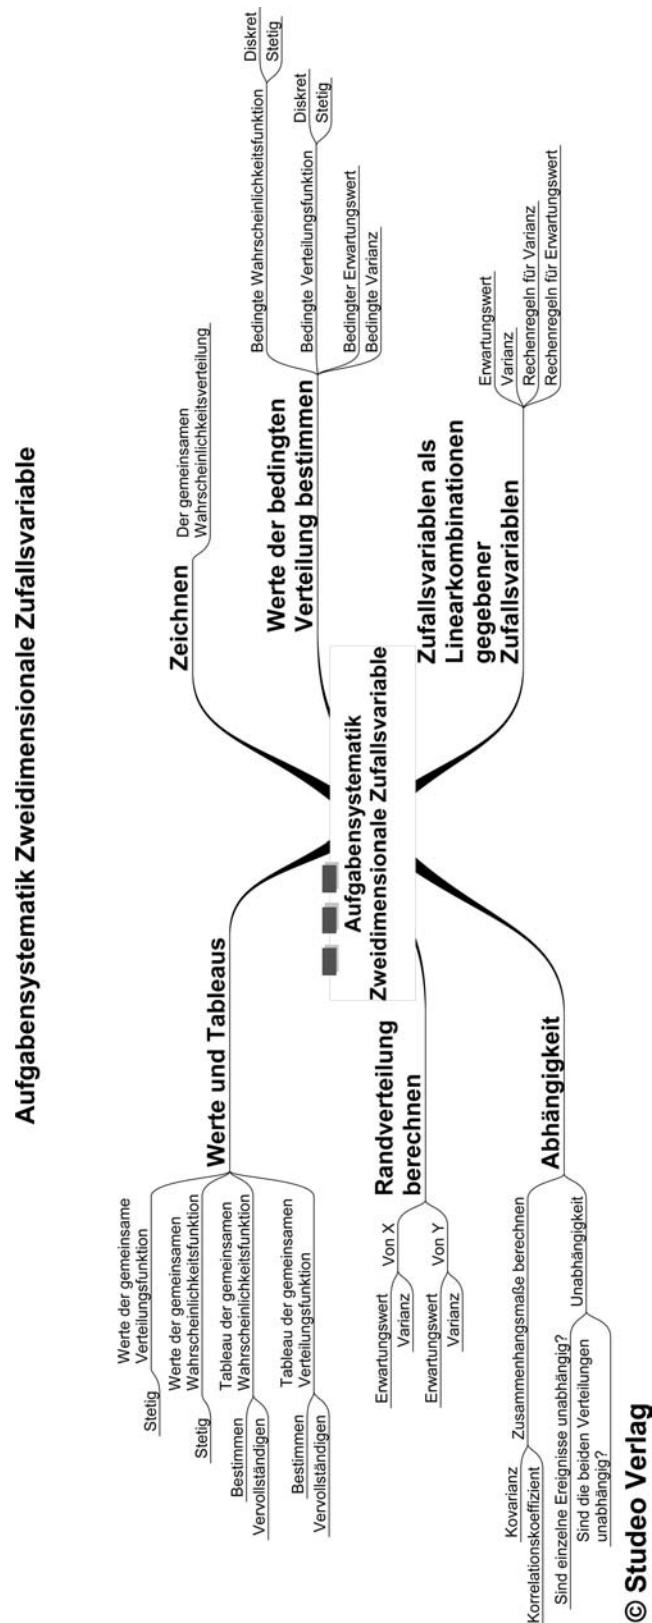 Aufgabensystematik Zweidimensionale Zufallsvariable
Aufgabensystematik
Zweidimensionale Zufallsvariable
Zeichnen
Der gemeinsamen
Wahrscheinlichkeitsverteilung
Werte der bedingten
Verteilung bestimmen
Bedingte Wahrscheinlichkeitsfunktion
Diskret
Stetig
Bedingte Verteilungsfunktion
Diskret
Stetig
Bedingter Erwartungswert
Bedingte Varianz
Zufallsvariablen als
Linearkombinationen
gegebener
Zufallsvariablen
Erwartungswert
Varianz
Rechenregeln für Varianz
Rechenregeln für Erwartungswert
Werte und Tableaus
Werte der gemeinsame
Verteilungsfunktion
Stetig
Werte der gemeinsamen
Wahrscheinlichkeitsfunktion
Stetig
Tableau der gemeinsamen
Wahrscheinlichkeitsfunktion
Bestimmen
Vervollständigen
Tableau der gemeinsamen
Verteilungsfunktion
Bestimmen
Vervollständigen
Randverteilung
berechnen
Von X
Erwartungswert
Varianz
Von Y
Erwartungswert
Varianz
Abhängigkeit
Zusammenhangsmaße berechnen
Kovarianz
Korrelationskoeffizient
Unabhängigkeit
Sind einzelne Ereignisse unabhängig?
Sind die beiden Verteilungen
unabhängig?
© Studeo Verlag